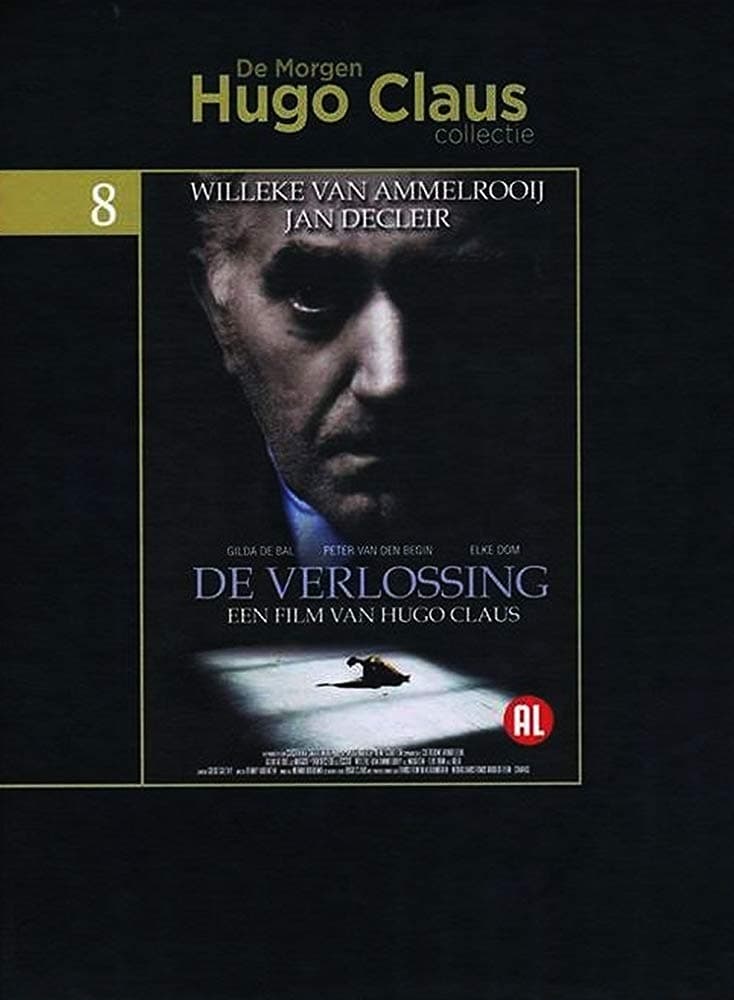 De Morgen
Hugo Claus
collectie
8
WILLEKE VAN AMMELROOIJ
JAN DECLEIR
GILDA DE BAL PETER VAN DEN BEGIN ELKE DOM
DE VERLOSSING
EEN FILM VAN HUGO CLAUS
AL